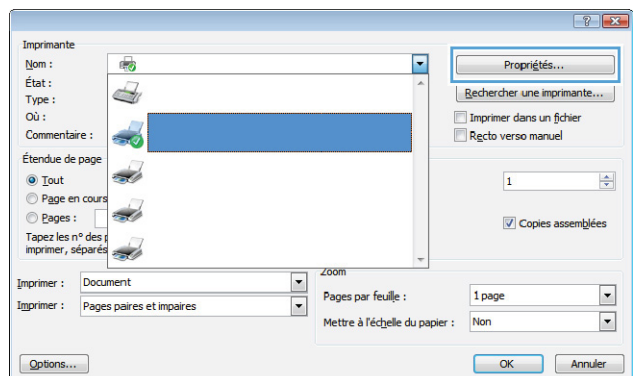 Imprimante
Nom :
Propriétés...
État :
Type :
Rechercher une imprimante...
Où :
Imprimer dans un fichier
Commentaire :
Recto verso manuel
Étendue de page
Tout
1
Page en cours
Pages :
Copies assemblées
Tapez les n° des p
imprimer, séparés
Zoom
Imprimer :
Document
Pages par feuille :
1 page
Imprimer :
Pages paires et impaires
Mettre à l'échelle du papier :
Non
Options...
OK
Annuler